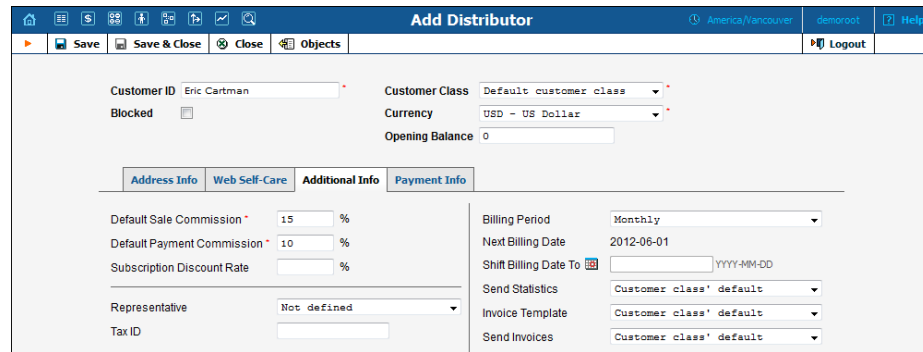 Add Distributor America/Vancouver demoroot Help
Save Save & Close Close Objects Logout
Customer ID Eric Cartman * Customer Class Default customer class *
Blocked Currency USD - US Dollar *
Opening Balance 0
Address Info Web Self-Care Additional Info Payment Info
Default Sale Commission * 15 % Billing Period Monthly
Default Payment Commission * 10 % Next Billing Date 2012-06-01
Subscription Discount Rate % Shift Billing Date To YYYY-MM-DD
Send Statistics Customer class' default
Representative Not defined Invoice Template Customer class' default
Tax ID Send Invoices Customer class' default